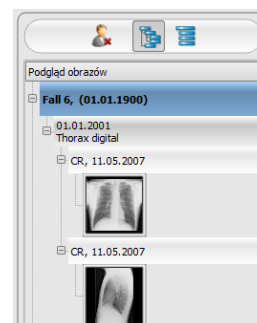 Podgląd obrazów
Fall 6, (01.01.1900)
01.01.2001
Thorax digital
CR, 11.05.2007
CR, 11.05.2007